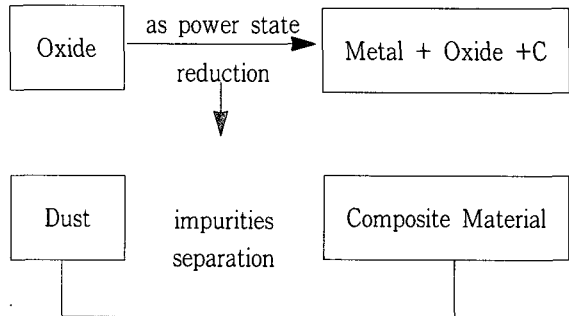 Oxide
as power state
reduction
Metal + Oxide +C
Dust
impurities
separation
Composite Material